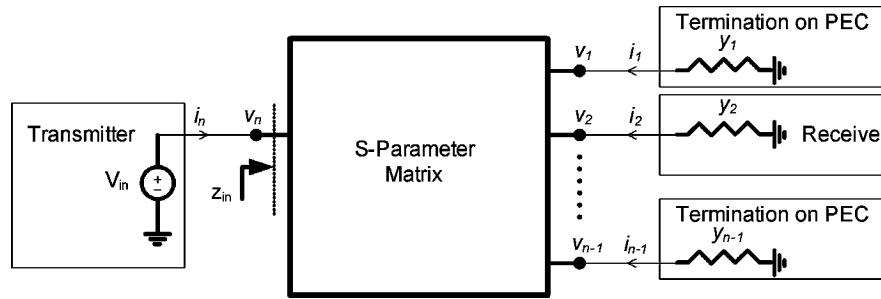 Termination on PEC
y1
v1
i1
Transmitter
in
vn
Vin
+
−
zin
S-Parameter
Matrix
v2
i2
y2
Receive
Termination on PEC
yn-1
vn-1
in-1